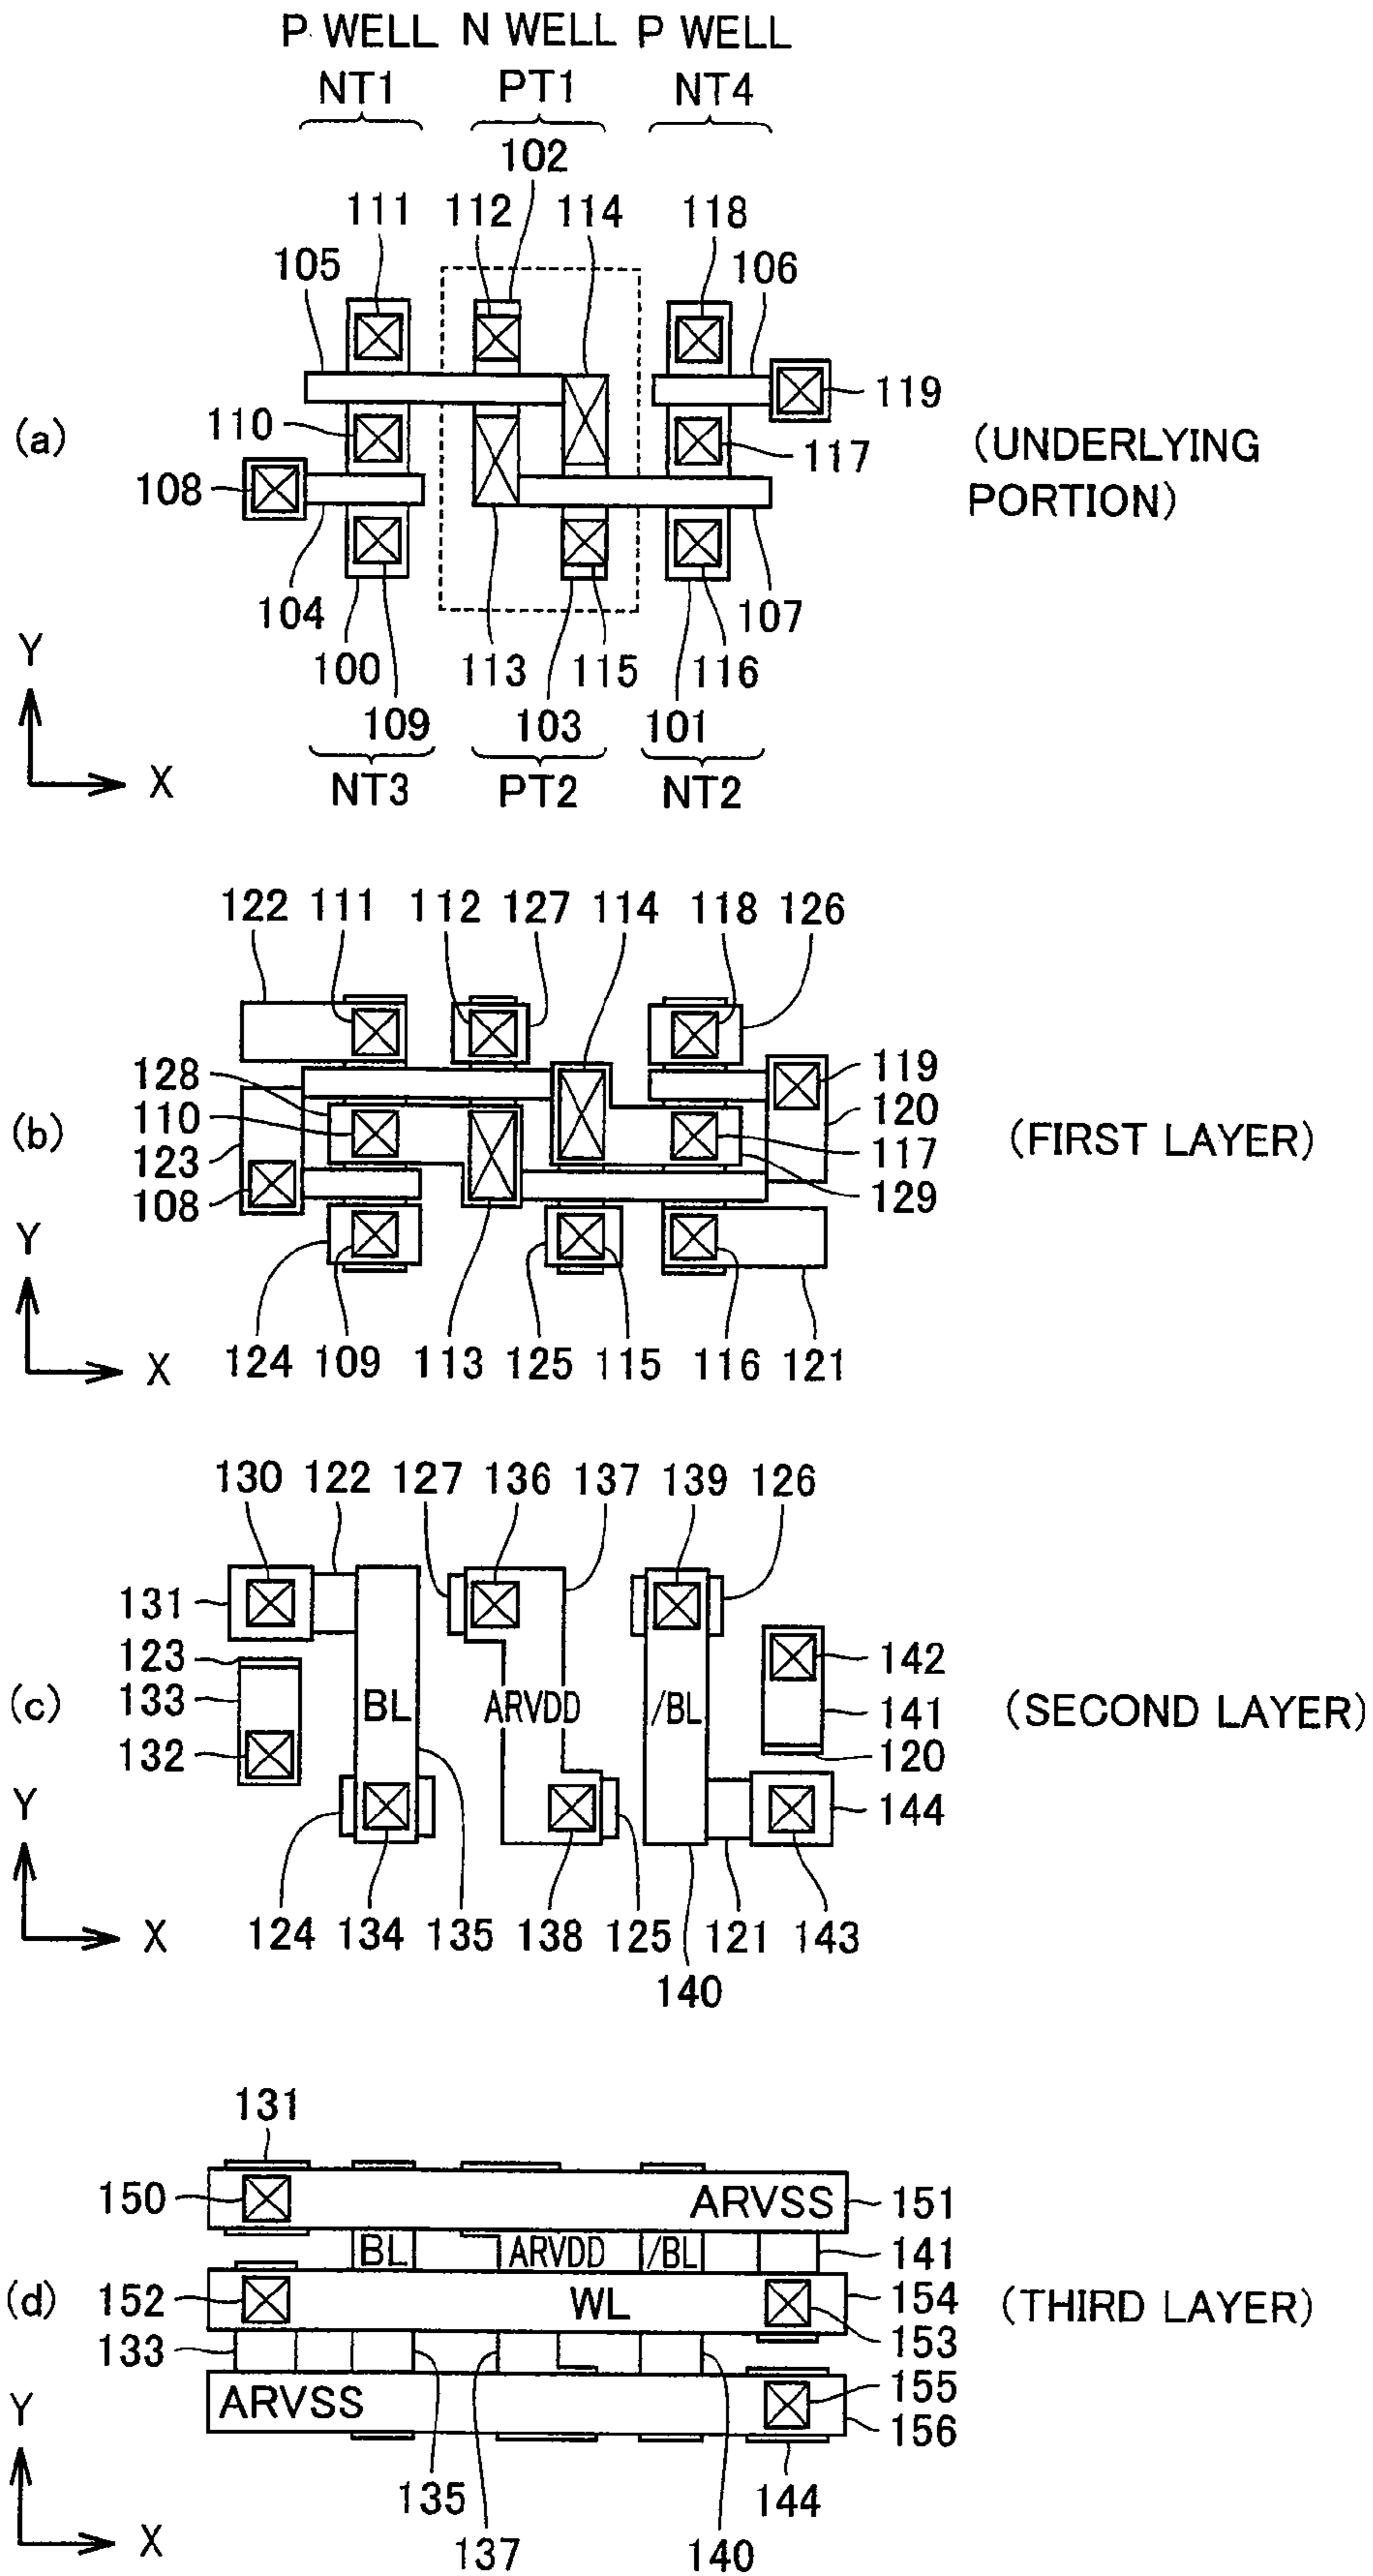 P WELL N WELL P WELL
NT1 PT1 NT4
102
111 112 114 118
105 106
119
(a) 110 117 (UNDERLYING
108 PORTION)
104 107
Y 100 113 115 116
109 103 101
X NT3 PT2 NT2
122 111 112 127 114 118 126
128 119
110 120
(b) (FIRST LAYER)
123 117
108 129
Y
124 109 113 125 115 116 121
X
130 122 127 136 137 139 126
131
123 142
(c) 133 BL ARVDD /BL 141 (SECOND LAYER)
132 120
Y 144
124 134 135 138 125 121 143
X
140
131
150 ARVSS 151
BL ARVDD /BL 141
(d) 152 WL 154 (THIRD LAYER)
133 153
ARVSS 155
Y 156
135 144
X 137 140